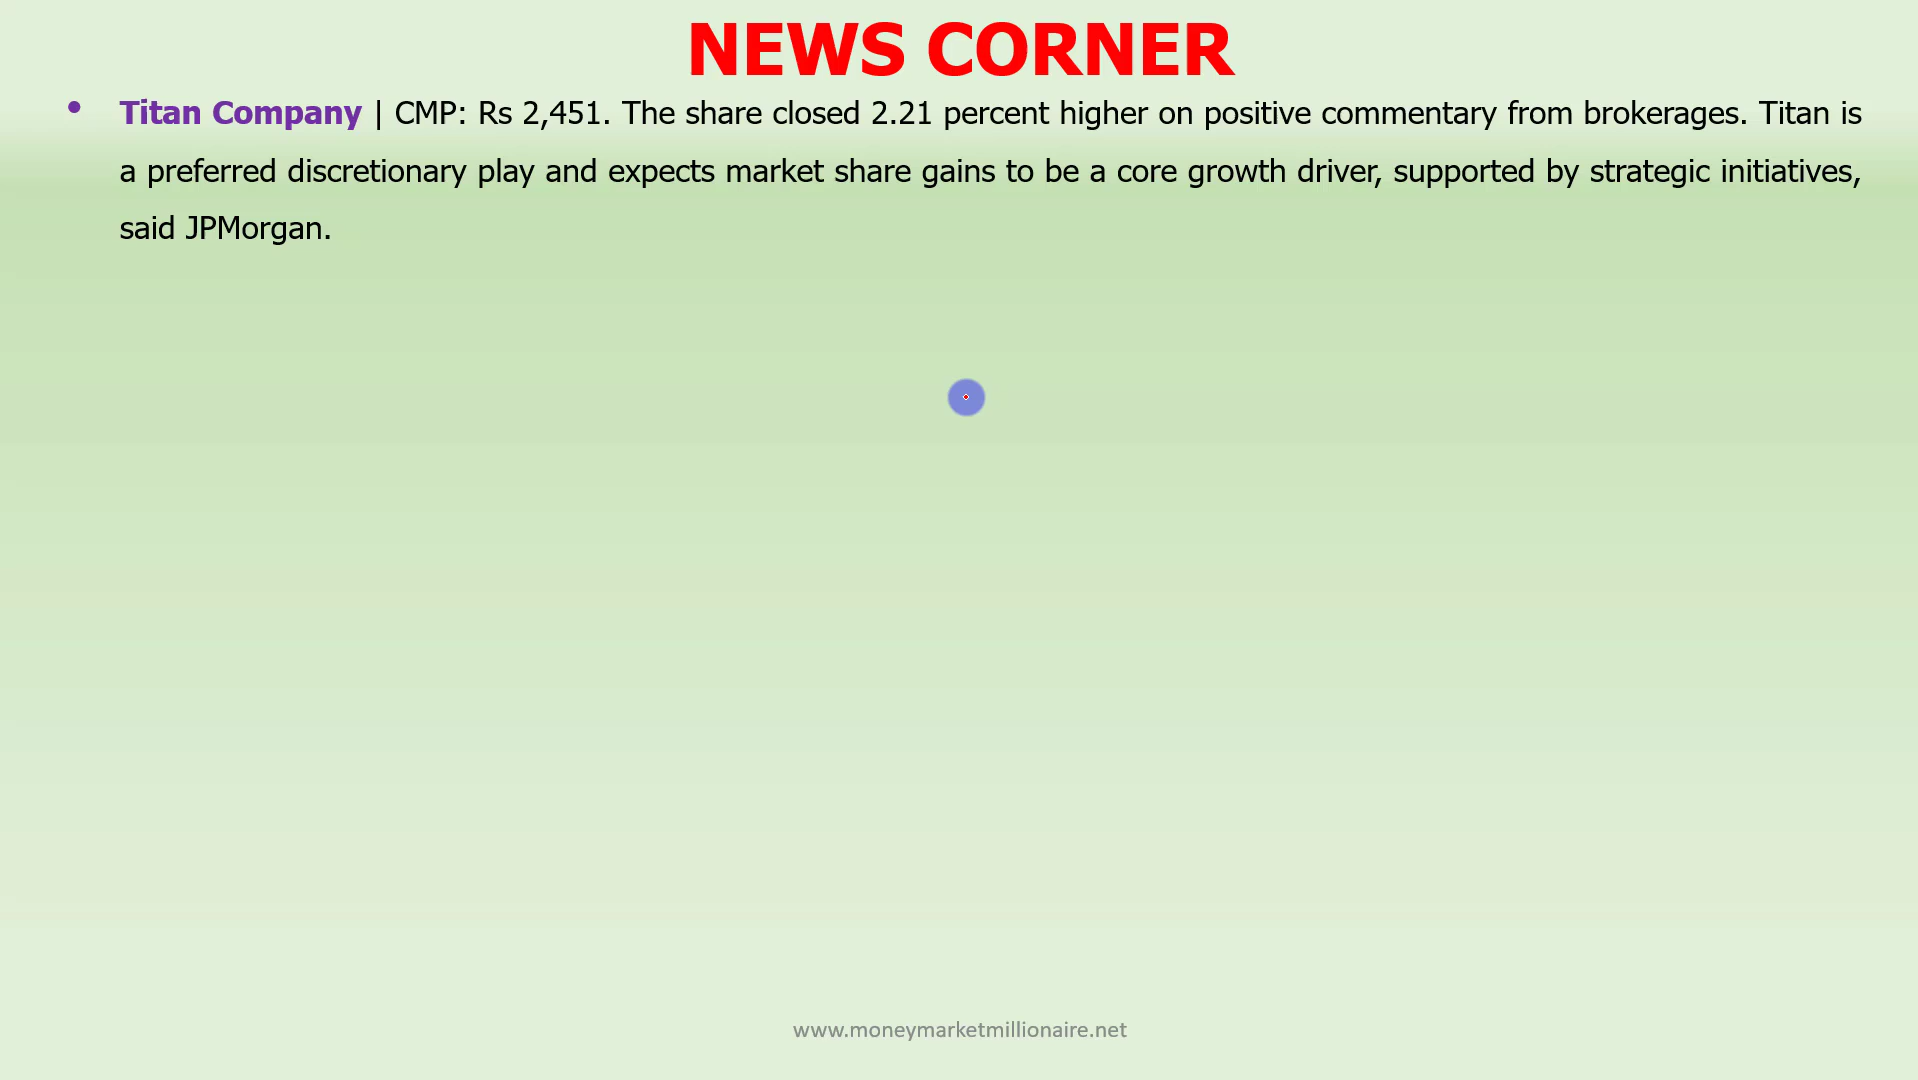 NEWS CORNER
• Titan Company | CMP: Rs 2,451. The share closed 2.21 percent higher on positive commentary from brokerages. Titan is
a preferred discretionary play and expects market share gains to be a core growth driver, supported by strategic initiatives,
said JPMorgan.
www.moneymarketmillionaire.net